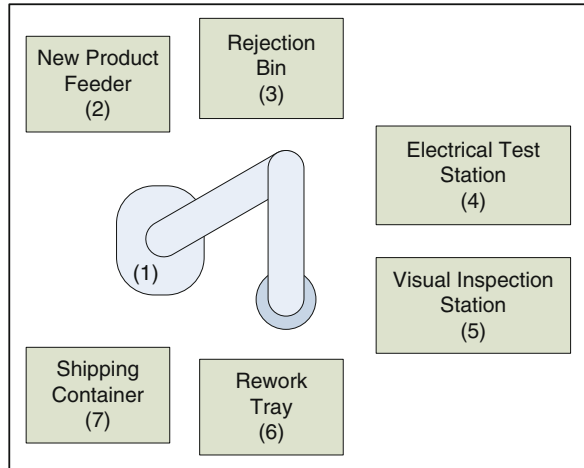 New Product
Feeder
(2)
Rejection
Bin
(3)
Electrical Test
Station
(4)
(1)
Visual Inspection
Station
(5)
Shipping
Container
(7)
Rework
Tray
(6)